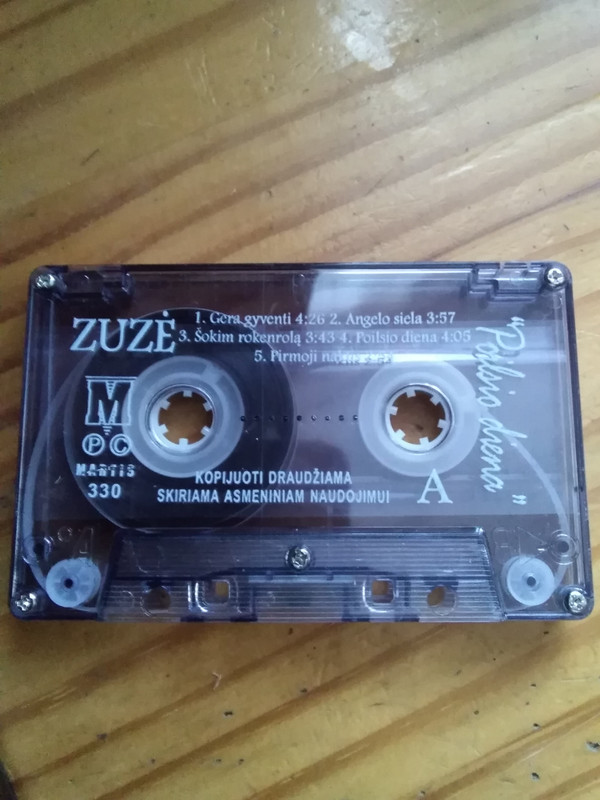 ZUZĖ
1. Gera gyventi 4:26 2. Angelo siela 3:57
3. Šokim rokenrolą 3:43 4. Poilsio diena 4:05
5. Pirmoji
"Poilsio diena"
M
Ⓟ Ⓒ
MARTIS
330
KOPIJUOTI DRAUDŽIAMA
SKIRIAMA ASMENINIAM NAUDOJIMUI
A